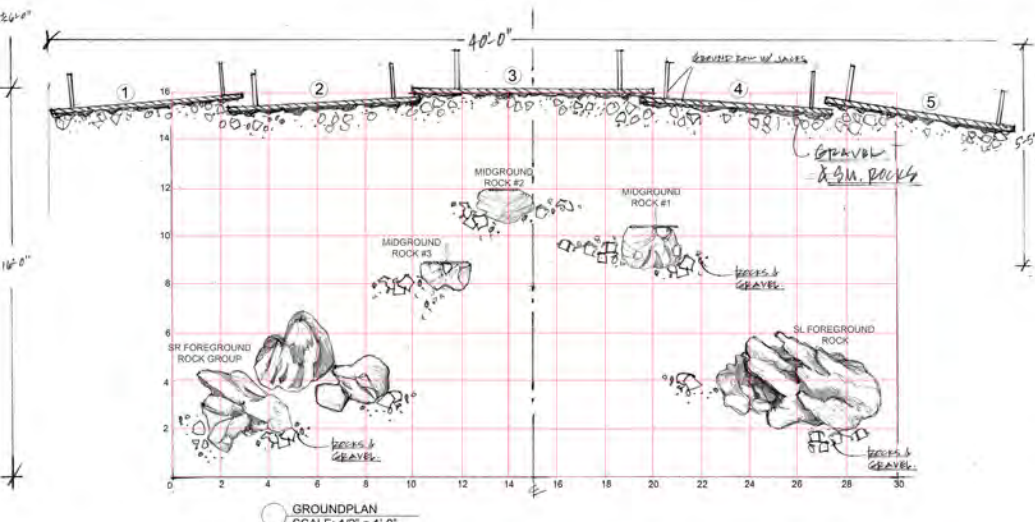 ±6'-0"
40'-0"
GROUND ROW W/ JACKS
1
2
3
4
5
16
14
12
10
8
6
4
2
0
GRAVEL
& SM. ROCKS
5'-5"
16'-0"
MIDGROUND
ROCK #2
MIDGROUND
ROCK #1
MIDGROUND
ROCK #3
ROCKS &
GRAVEL.
SR FOREGROUND
ROCK GROUP
SL FOREGROUND
ROCK
ROCKS &
GRAVEL.
ROCKS &
GRAVEL.
0
2
4
6
8
10
12
14
16
18
20
22
24
26
28
30
GROUNDPLAN